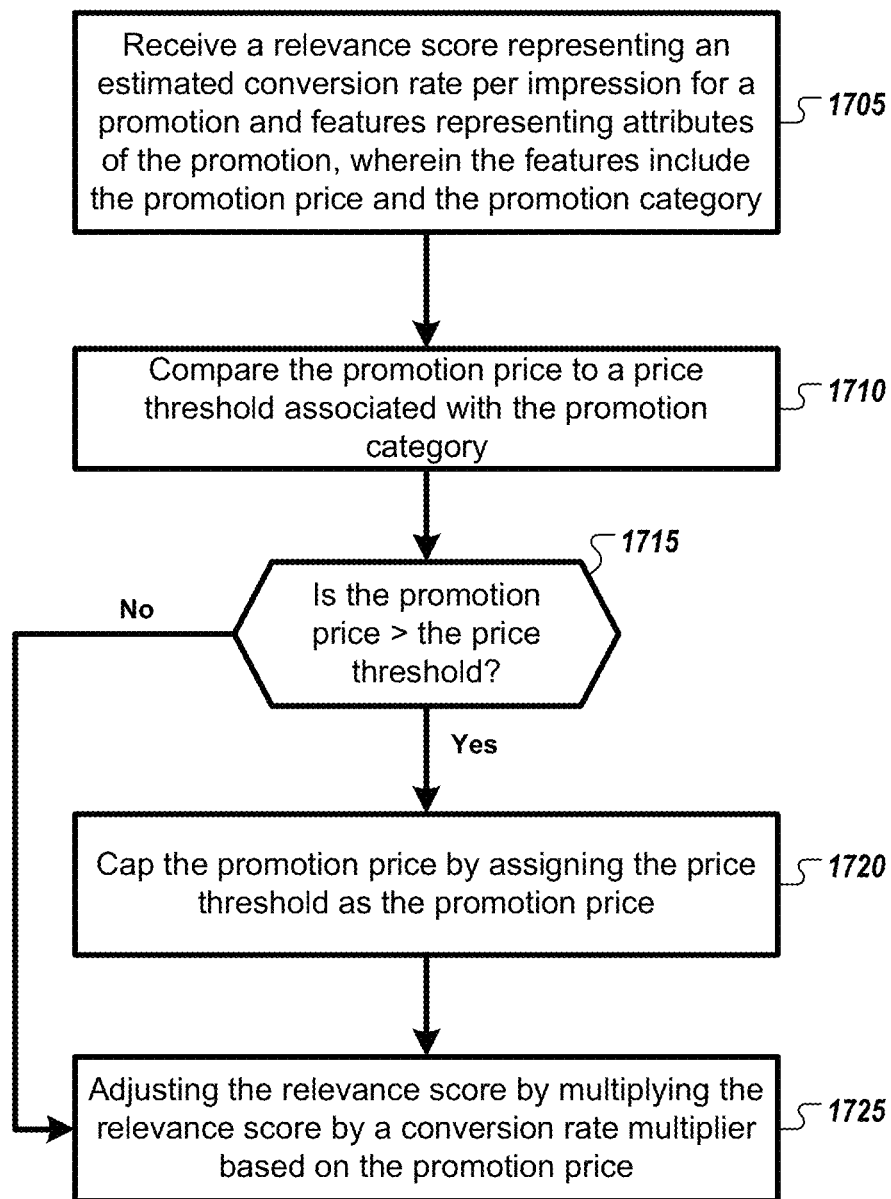 Receive a relevance score representing an
estimated conversion rate per impression for a
promotion and features representing attributes
of the promotion, wherein the features include
the promotion price and the promotion category
1705
Compare the promotion price to a price
threshold associated with the promotion
category
1710
1715
Is the promotion
price > the price
threshold?
No
Yes
Cap the promotion price by assigning the price
threshold as the promotion price
1720
Adjusting the relevance score by multiplying the
relevance score by a conversion rate multiplier
based on the promotion price
1725